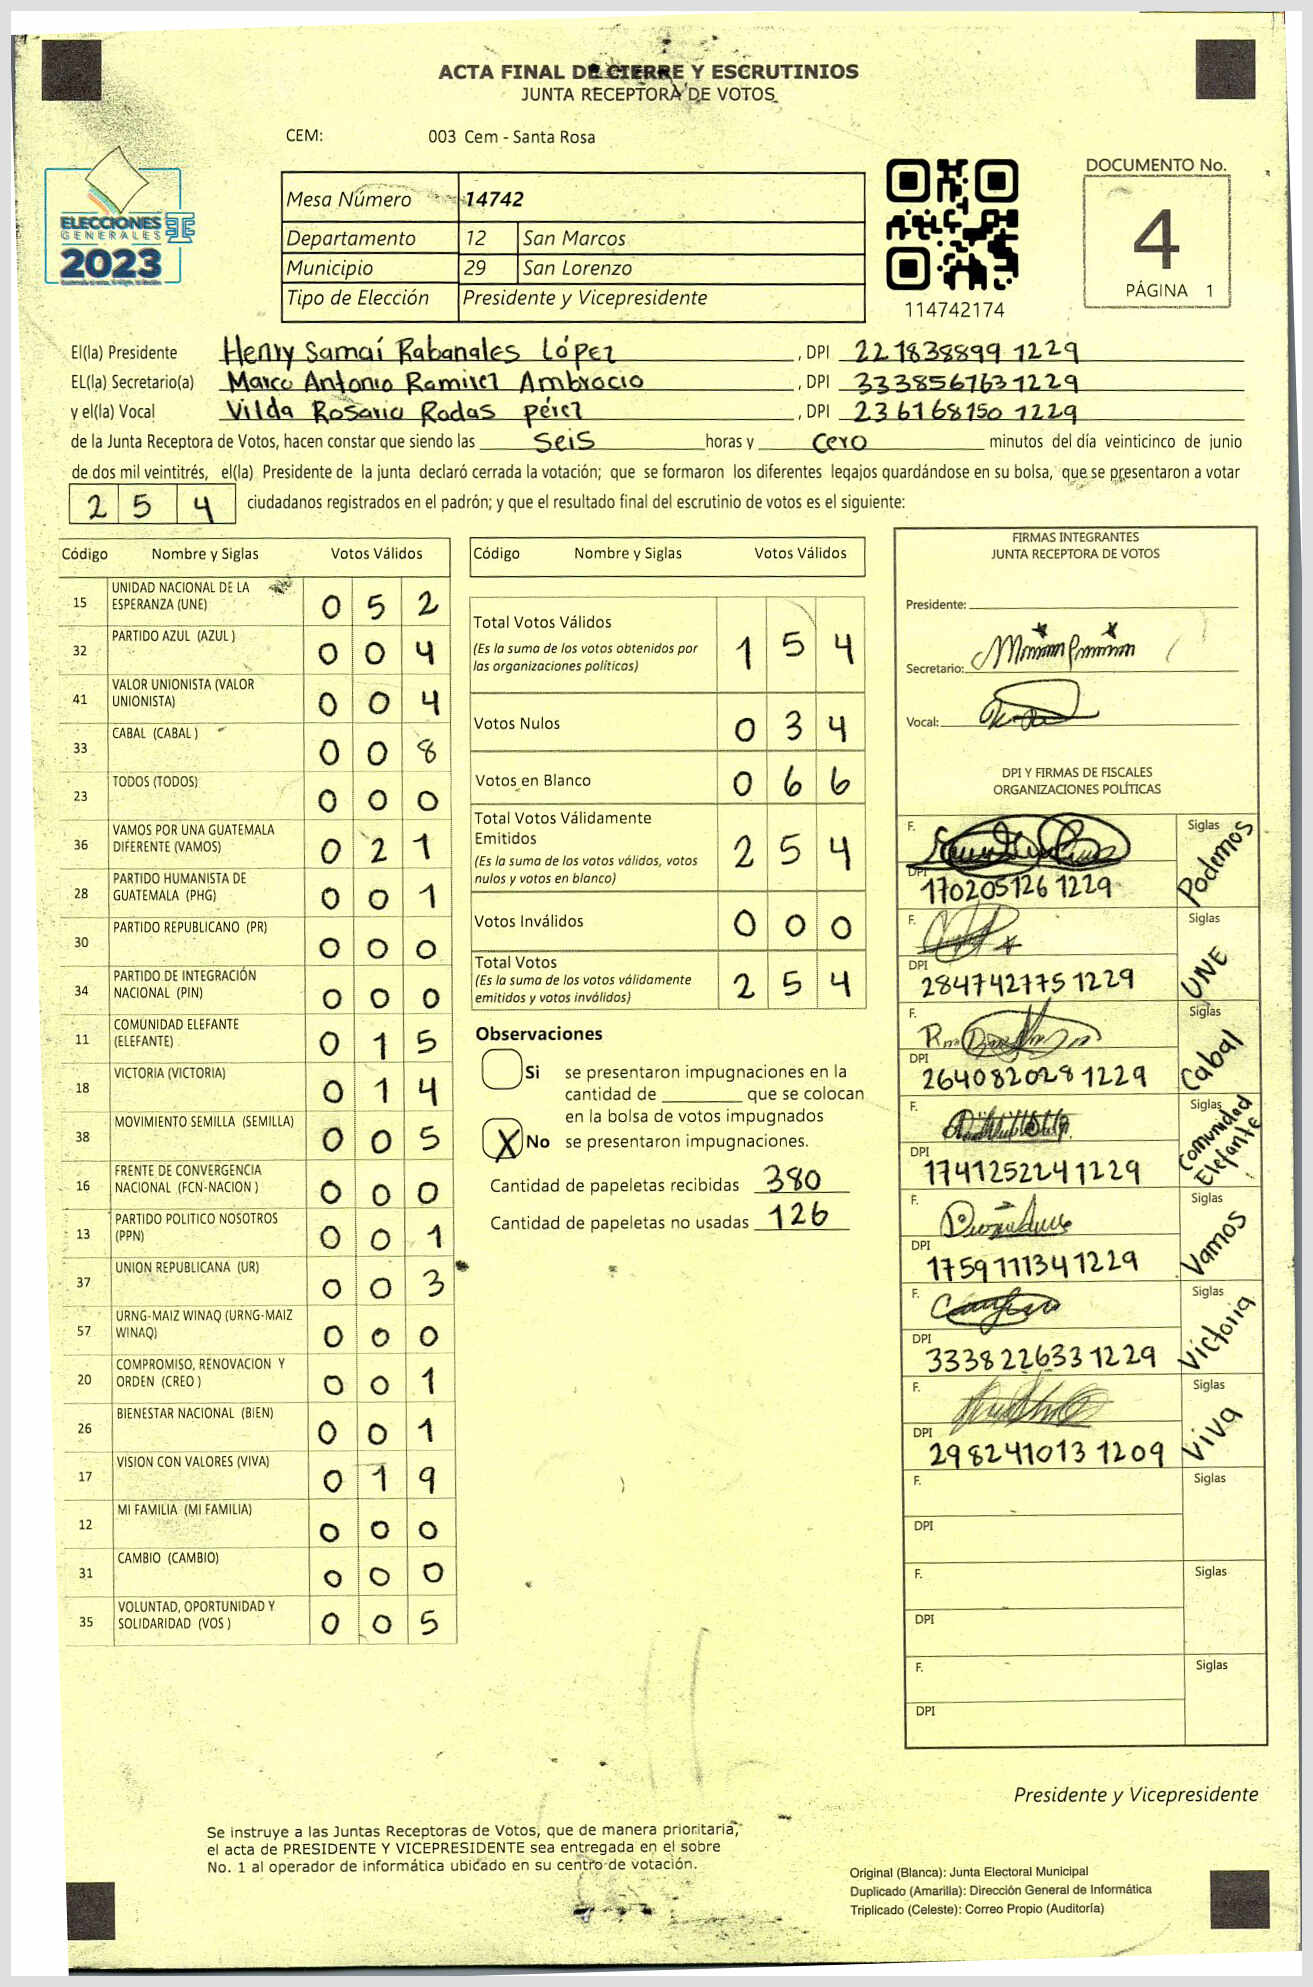 ACTA FINAL DE CIERRE Y ESCRUTINIOS
JUNTA RECEPTORA DE VOTOS
CEM: 003 Cem - Santa Rosa
ELECCIONES
GENERALES
2023
Mesa Número 14742
Departamento 12 San Marcos
Municipio 29 San Lorenzo
Tipo de Elección Presidente y Vicepresidente
114742174
DOCUMENTO No.
4
PÁGINA 1
El(la) Presidente Henry Samaí Rabanales López, DPI 221838899 1229
EL(la) Secretario(a) Marco Antonio Ramirez Ambrocio, DPI 333856763 1229
y el(la) Vocal Vilda Rosario Rodas pérez, DPI 236168150 1229
de la Junta Receptora de Votos, hacen constar que siendo las seis horas y cero minutos del día veinticinco de junio
de dos mil veintitrés, el(la) Presidente de la junta declaró cerrada la votación; que se formaron los diferentes legajos guardándose en su bolsa, que se presentaron a votar
254 ciudadanos registrados en el padrón; y que el resultado final del escrutinio de votos es el siguiente:
Código Nombre y Siglas Votos Válidos
15 UNIDAD NACIONAL DE LA ESPERANZA (UNE) 0 5 2
32 PARTIDO AZUL (AZUL ) 0 0 4
41 VALOR UNIONISTA (VALOR UNIONISTA) 0 0 4
33 CABAL (CABAL ) 0 0 8
23 TODOS (TODOS) 0 0 0
36 VAMOS POR UNA GUATEMALA DIFERENTE (VAMOS) 0 2 1
28 PARTIDO HUMANISTA DE GUATEMALA (PHG) 0 0 1
30 PARTIDO REPUBLICANO (PR) 0 0 0
34 PARTIDO DE INTEGRACIÓN NACIONAL (PIN) 0 0 0
11 COMUNIDAD ELEFANTE (ELEFANTE) 0 1 5
18 VICTORIA (VICTORIA) 0 1 4
38 MOVIMIENTO SEMILLA (SEMILLA) 0 0 5
16 FRENTE DE CONVERGENCIA NACIONAL (FCN-NACION ) 0 0 0
13 PARTIDO POLITICO NOSOTROS (PPN) 0 0 1
37 UNION REPUBLICANA (UR) 0 0 3
57 URNG-MAIZ WINAQ (URNG-MAIZ WINAQ) 0 0 0
20 COMPROMISO, RENOVACION Y ORDEN (CREO ) 0 0 1
26 BIENESTAR NACIONAL (BIEN) 0 0 1
17 VISION CON VALORES (VIVA) 0 1 9
12 MI FAMILIA (MI FAMILIA) 0 0 0
31 CAMBIO (CAMBIO) 0 0 0
35 VOLUNTAD, OPORTUNIDAD Y SOLIDARIDAD (VOS ) 0 0 5
Código Nombre y Siglas Votos Válidos
Total Votos Válidos 1 5 4
(Es la suma de los votos obtenidos por
las organizaciones políticas)
Votos Nulos 0 3 4
Votos en Blanco 0 6 6
Total Votos Válidamente
Emitidos 2 5 4
(Es la suma de los votos válidos, votos
nulos y votos en blanco)
Votos Inválidos 0 0 0
Total Votos 2 5 4
(Es la suma de los votos válidamente
emitidos y votos inválidos)
Observaciones
Si se presentaron impugnaciones en la
cantidad de ________ que se colocan
en la bolsa de votos impugnados
X No se presentaron impugnaciones.
Cantidad de papeletas recibidas 380
Cantidad de papeletas no usadas 126
FIRMAS INTEGRANTES
JUNTA RECEPTORA DE VOTOS
Presidente:
Secretario:
Vocal:
DPI Y FIRMAS DE FISCALES
ORGANIZACIONES POLÍTICAS
F. Siglas Podemos
DPI 170205126 1229
F. Siglas UNE
DPI 284742775 1229
F. Siglas Cabal
DPI 264082028 1229
F. Siglas Comunidad Elefante
DPI 174125224 1229
F. Siglas Vamos
DPI 175911134 1229
F. Siglas Victoria
DPI 333822633 1229
F. Siglas Viva
DPI 298241013 1209
F. Siglas
DPI
F. Siglas
DPI
F. Siglas
DPI
Presidente y Vicepresidente
Se instruye a las Juntas Receptoras de Votos, que de manera prioritaria,
el acta de PRESIDENTE Y VICEPRESIDENTE sea entregada en el sobre
No. 1 al operador de informática ubicado en su centro de votación.
Original (Blanca): Junta Electoral Municipal
Duplicado (Amarilla): Dirección General de Informática
Triplicado (Celeste): Correo Propio (Auditoría)